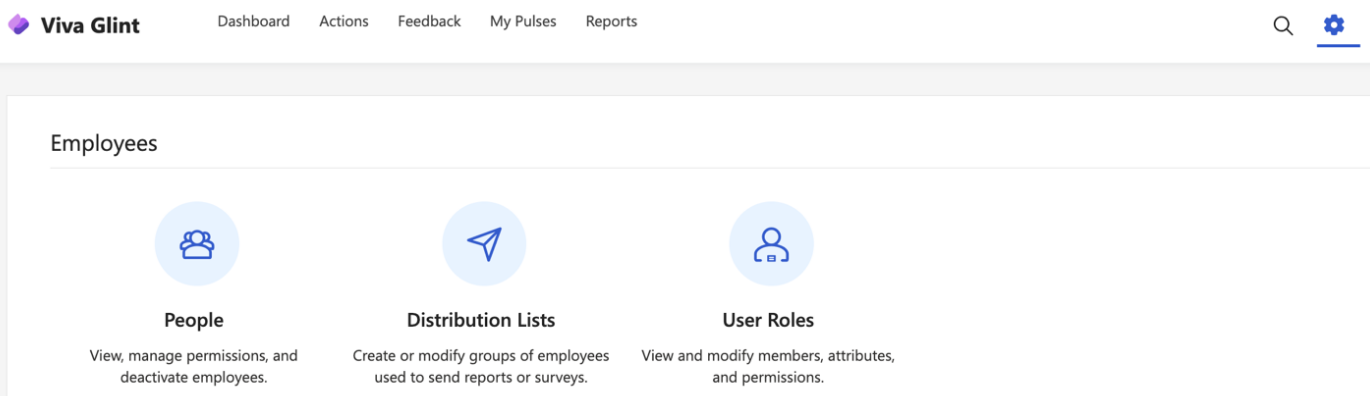 Viva Glint
Dashboard
Actions
Feedback
My Pulses
Reports
Employees
People
View, manage permissions, and
deactivate employees.
Distribution Lists
Create or modify groups of employees
used to send reports or surveys.
User Roles
View and modify members, attributes,
and permissions.